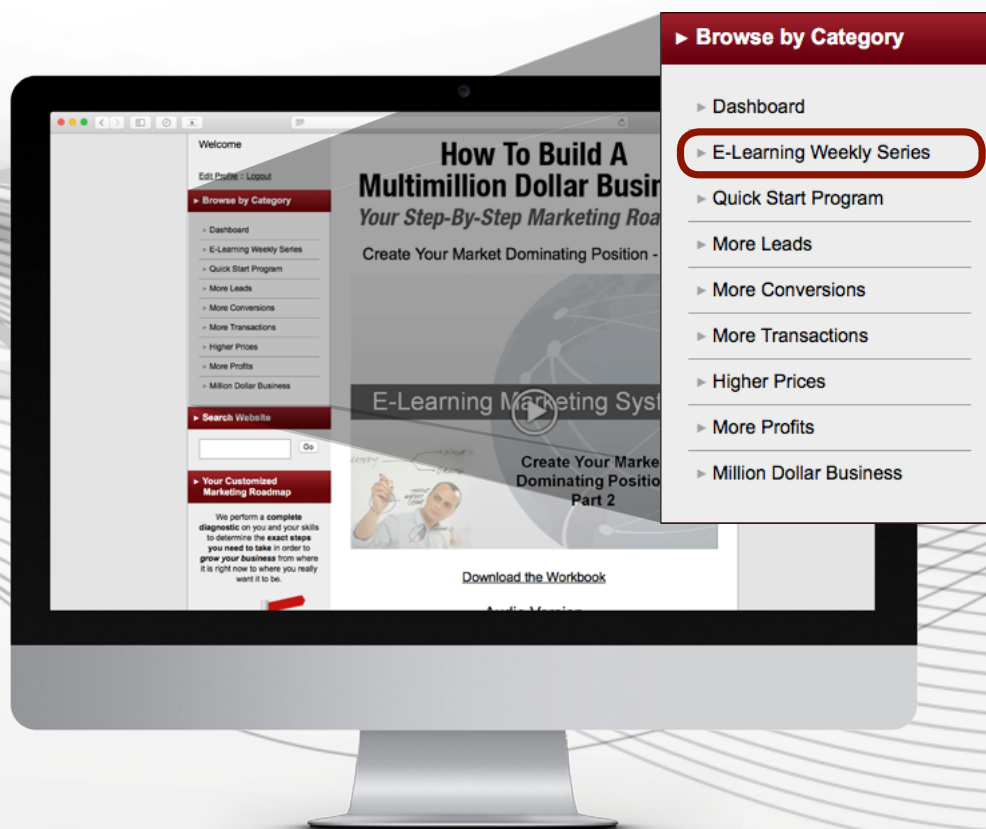 ► Browse by Category
Dashboard
E-Learning Weekly Series
Quick Start Program
More Leads
More Conversions
More Transactions
Higher Prices
More Profits
Million Dollar Business
Welcome
Edit Profile :: Logout
► Browse by Category
Dashboard
E-Learning Weekly Series
Quick Start Program
More Leads
More Conversions
More Transactions
Higher Prices
More Profits
Million Dollar Business
► Search Website
Go
► Your Customized
Marketing Roadmap
We perform a complete
diagnostic on you and your skills
to determine the exact steps
you need to take in order to
grow your business from where
it is right now to where you really
want it to be.
How To Build A
Multimillion Dollar Busin
Your Step-By-Step Marketing Roa
Create Your Market Dominating Position -
E-Learning Marketing Syst
Create Your Marke
Dominating Positio
Part 2
Download the Workbook
Audio Version